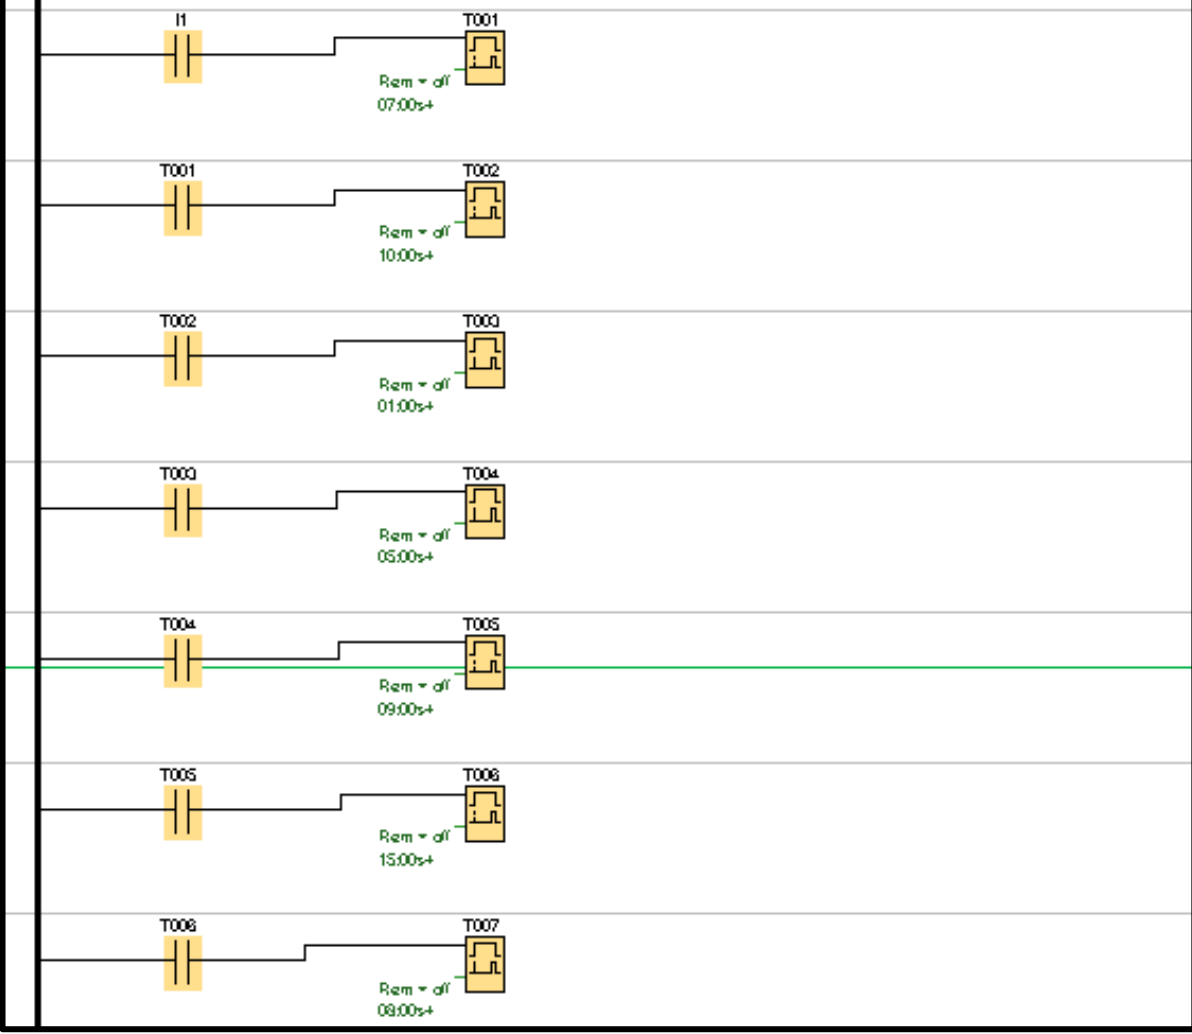 I1 T001
Rem = off
07:00s+
T001 T002
Rem = off
10:00s+
T002 T003
Rem = off
01:00s+
T003 T004
Rem = off
05:00s+
T004 T005
Rem = off
09:00s+
T005 T006
Rem = off
15:00s+
T006 T007
Rem = off
08:00s+